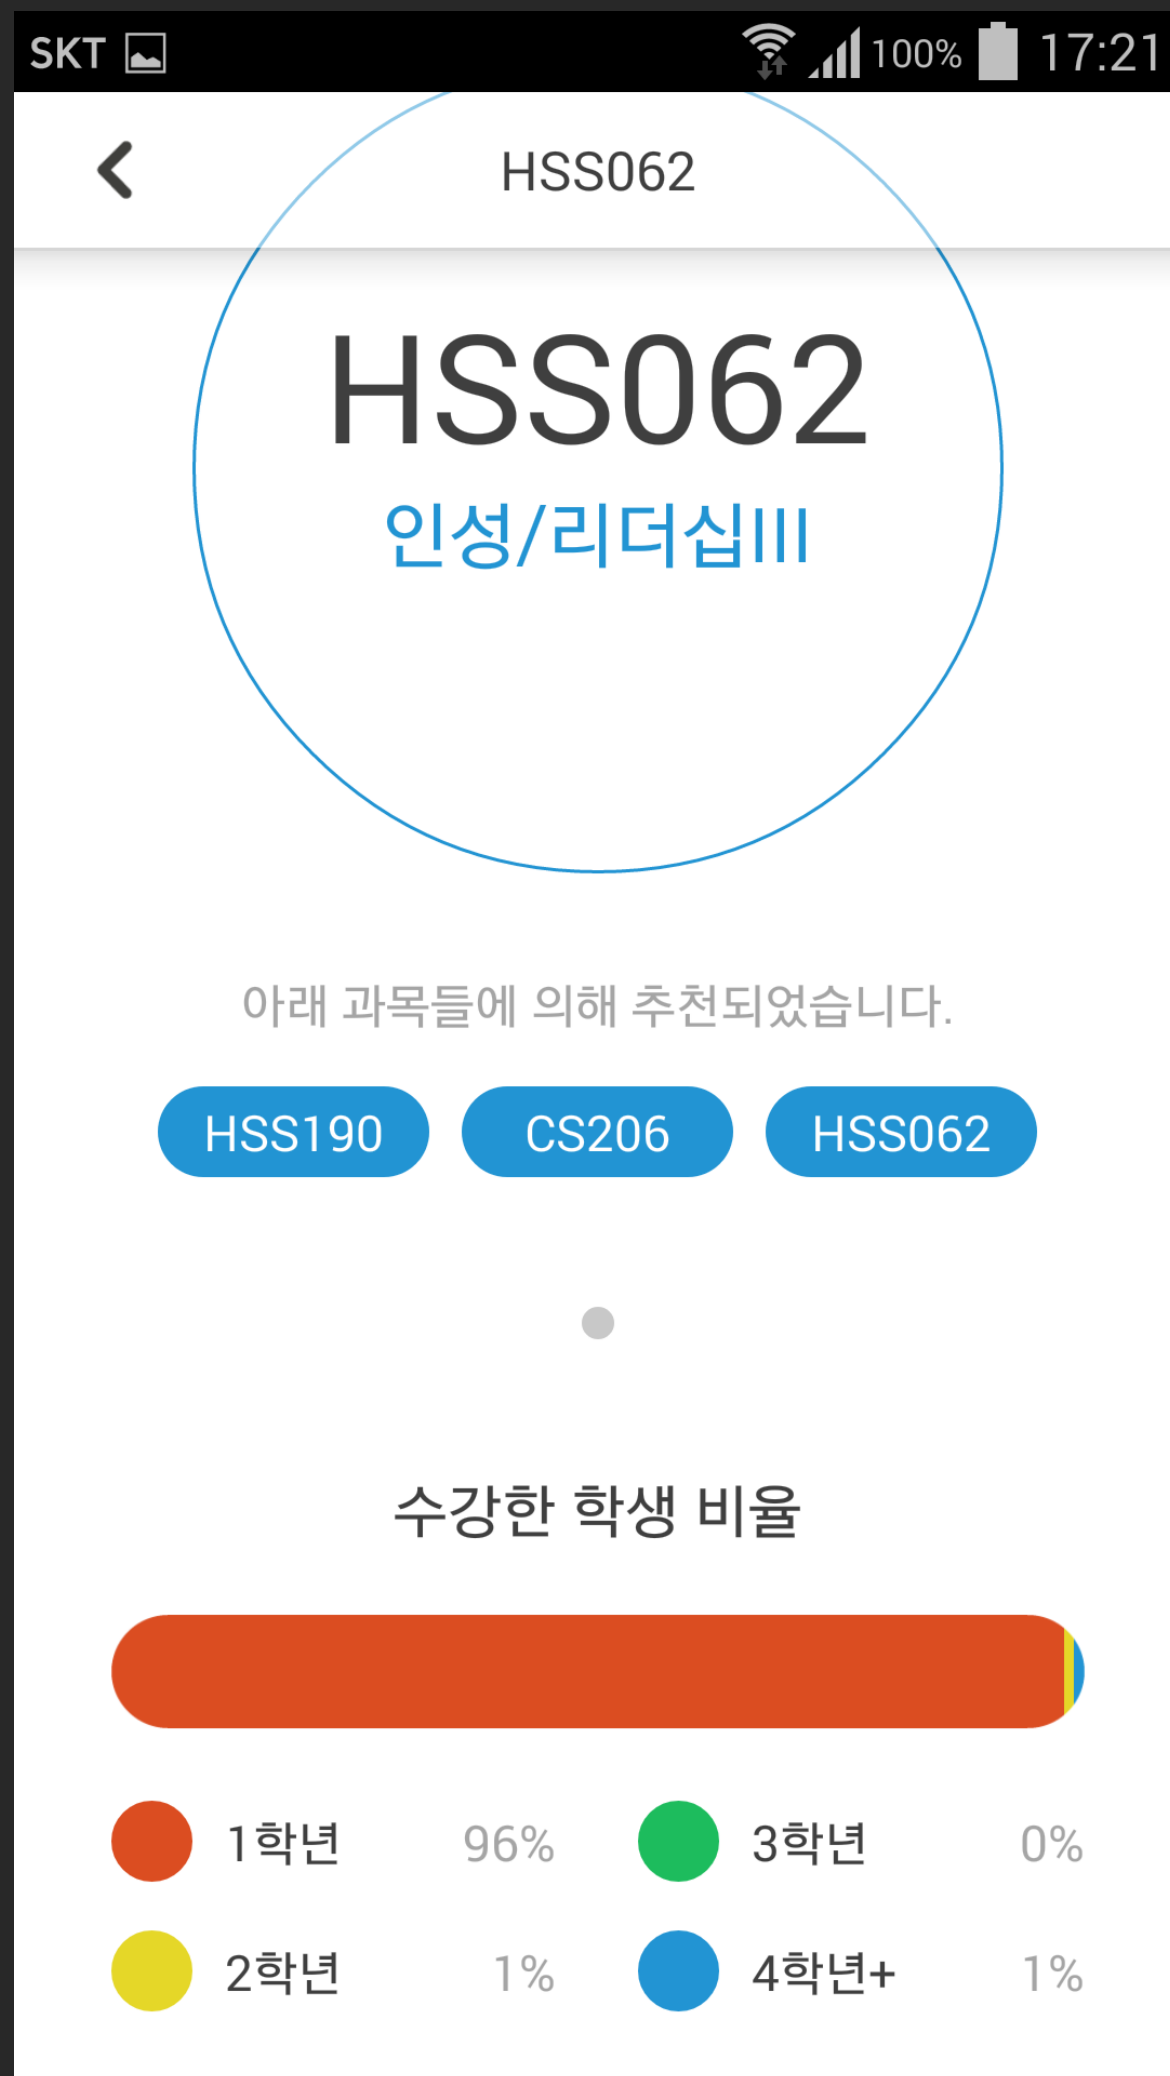 SKT 100% 17:21
HSS062
HSS062
인성/리더십III
아래 과목들에 의해 추천되었습니다.
HSS190 CS206 HSS062
수강한 학생 비율
1학년 96% 3학년 0%
2학년 1% 4학년+ 1%